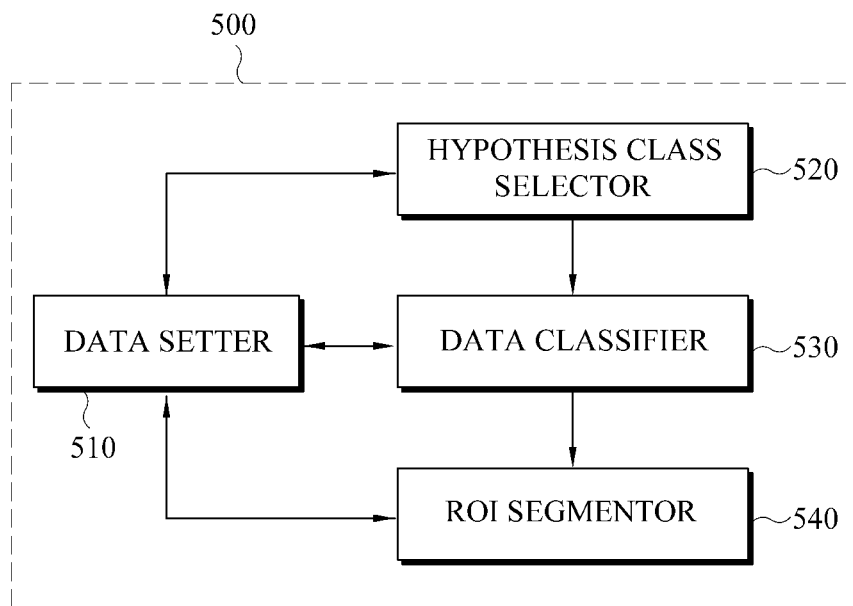 500
HYPOTHESIS CLASS
SELECTOR
520
DATA SETTER
510
DATA CLASSIFIER
530
ROI SEGMENTOR
540